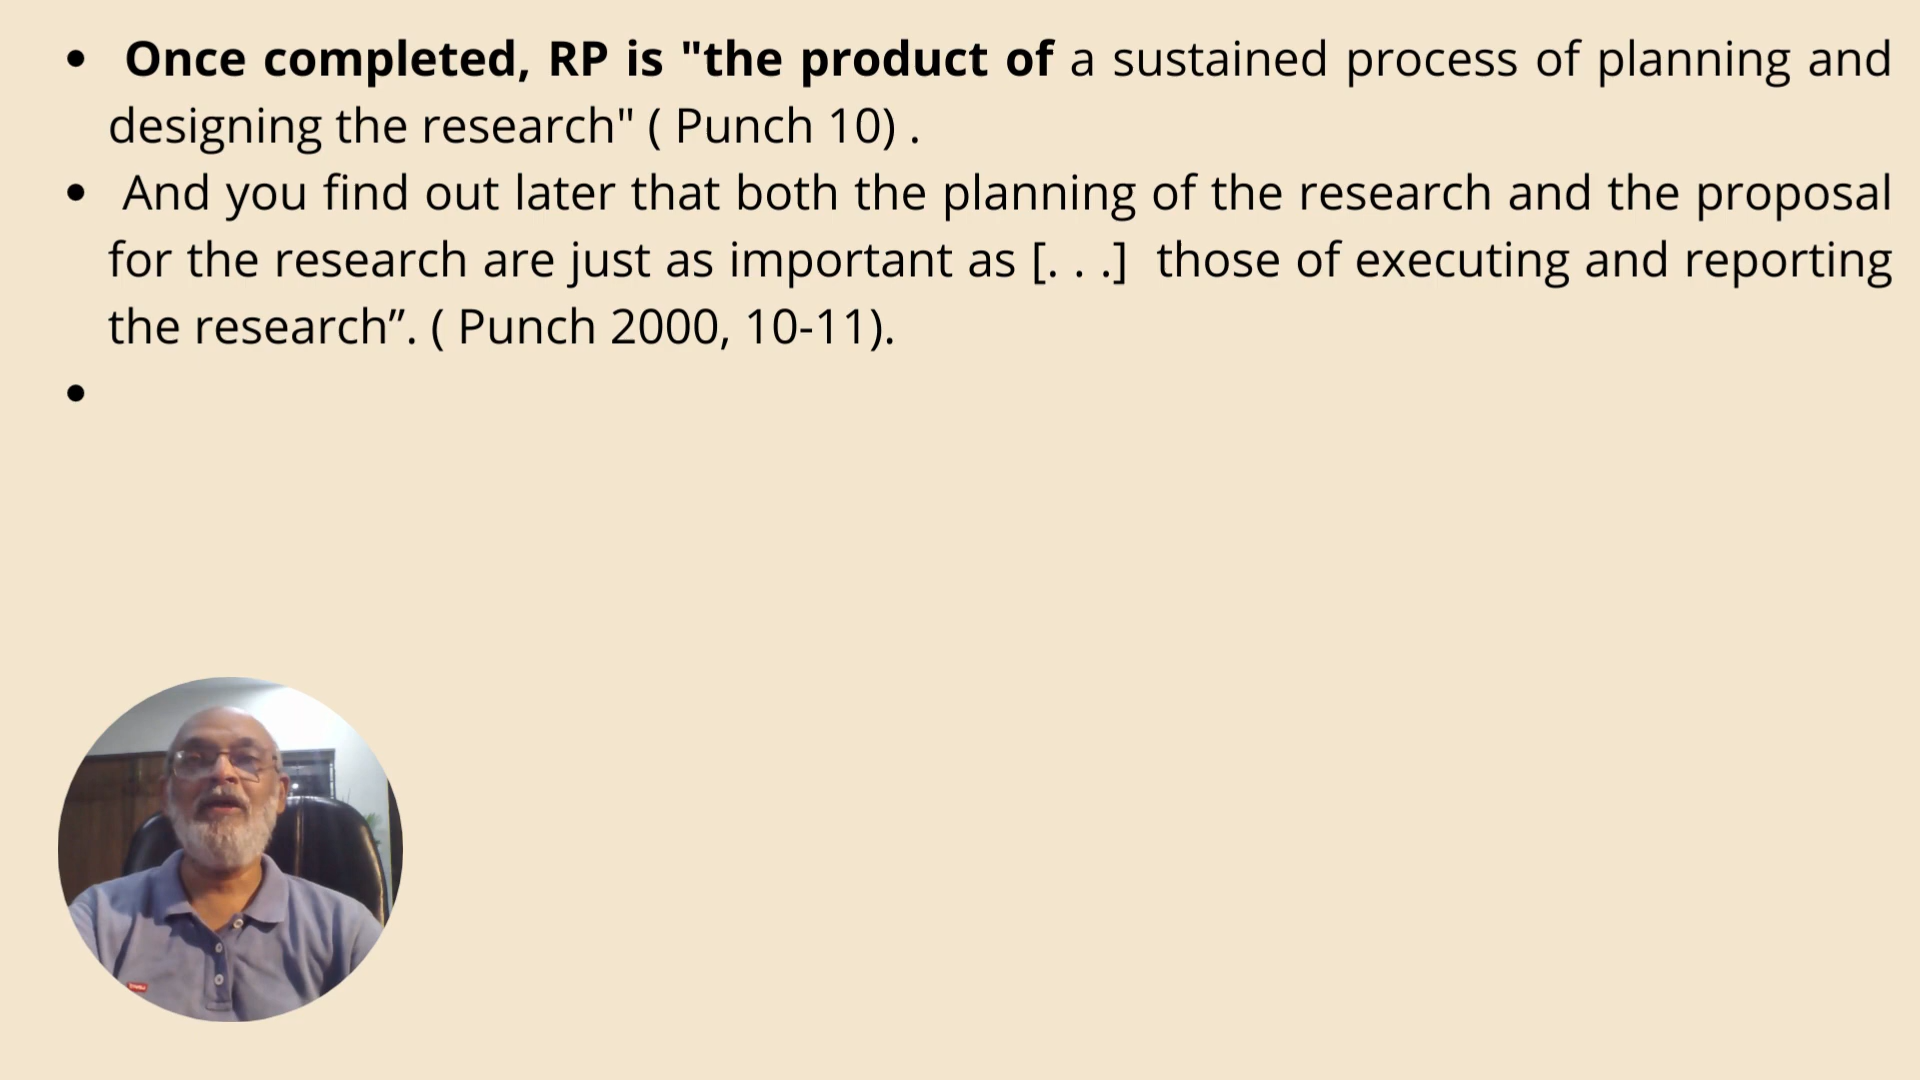 • Once completed, RP is "the product of a sustained process of planning and
designing the research" ( Punch 10) .
• And you find out later that both the planning of the research and the proposal
for the research are just as important as [. . .]  those of executing and reporting
the research”. ( Punch 2000, 10-11).
•